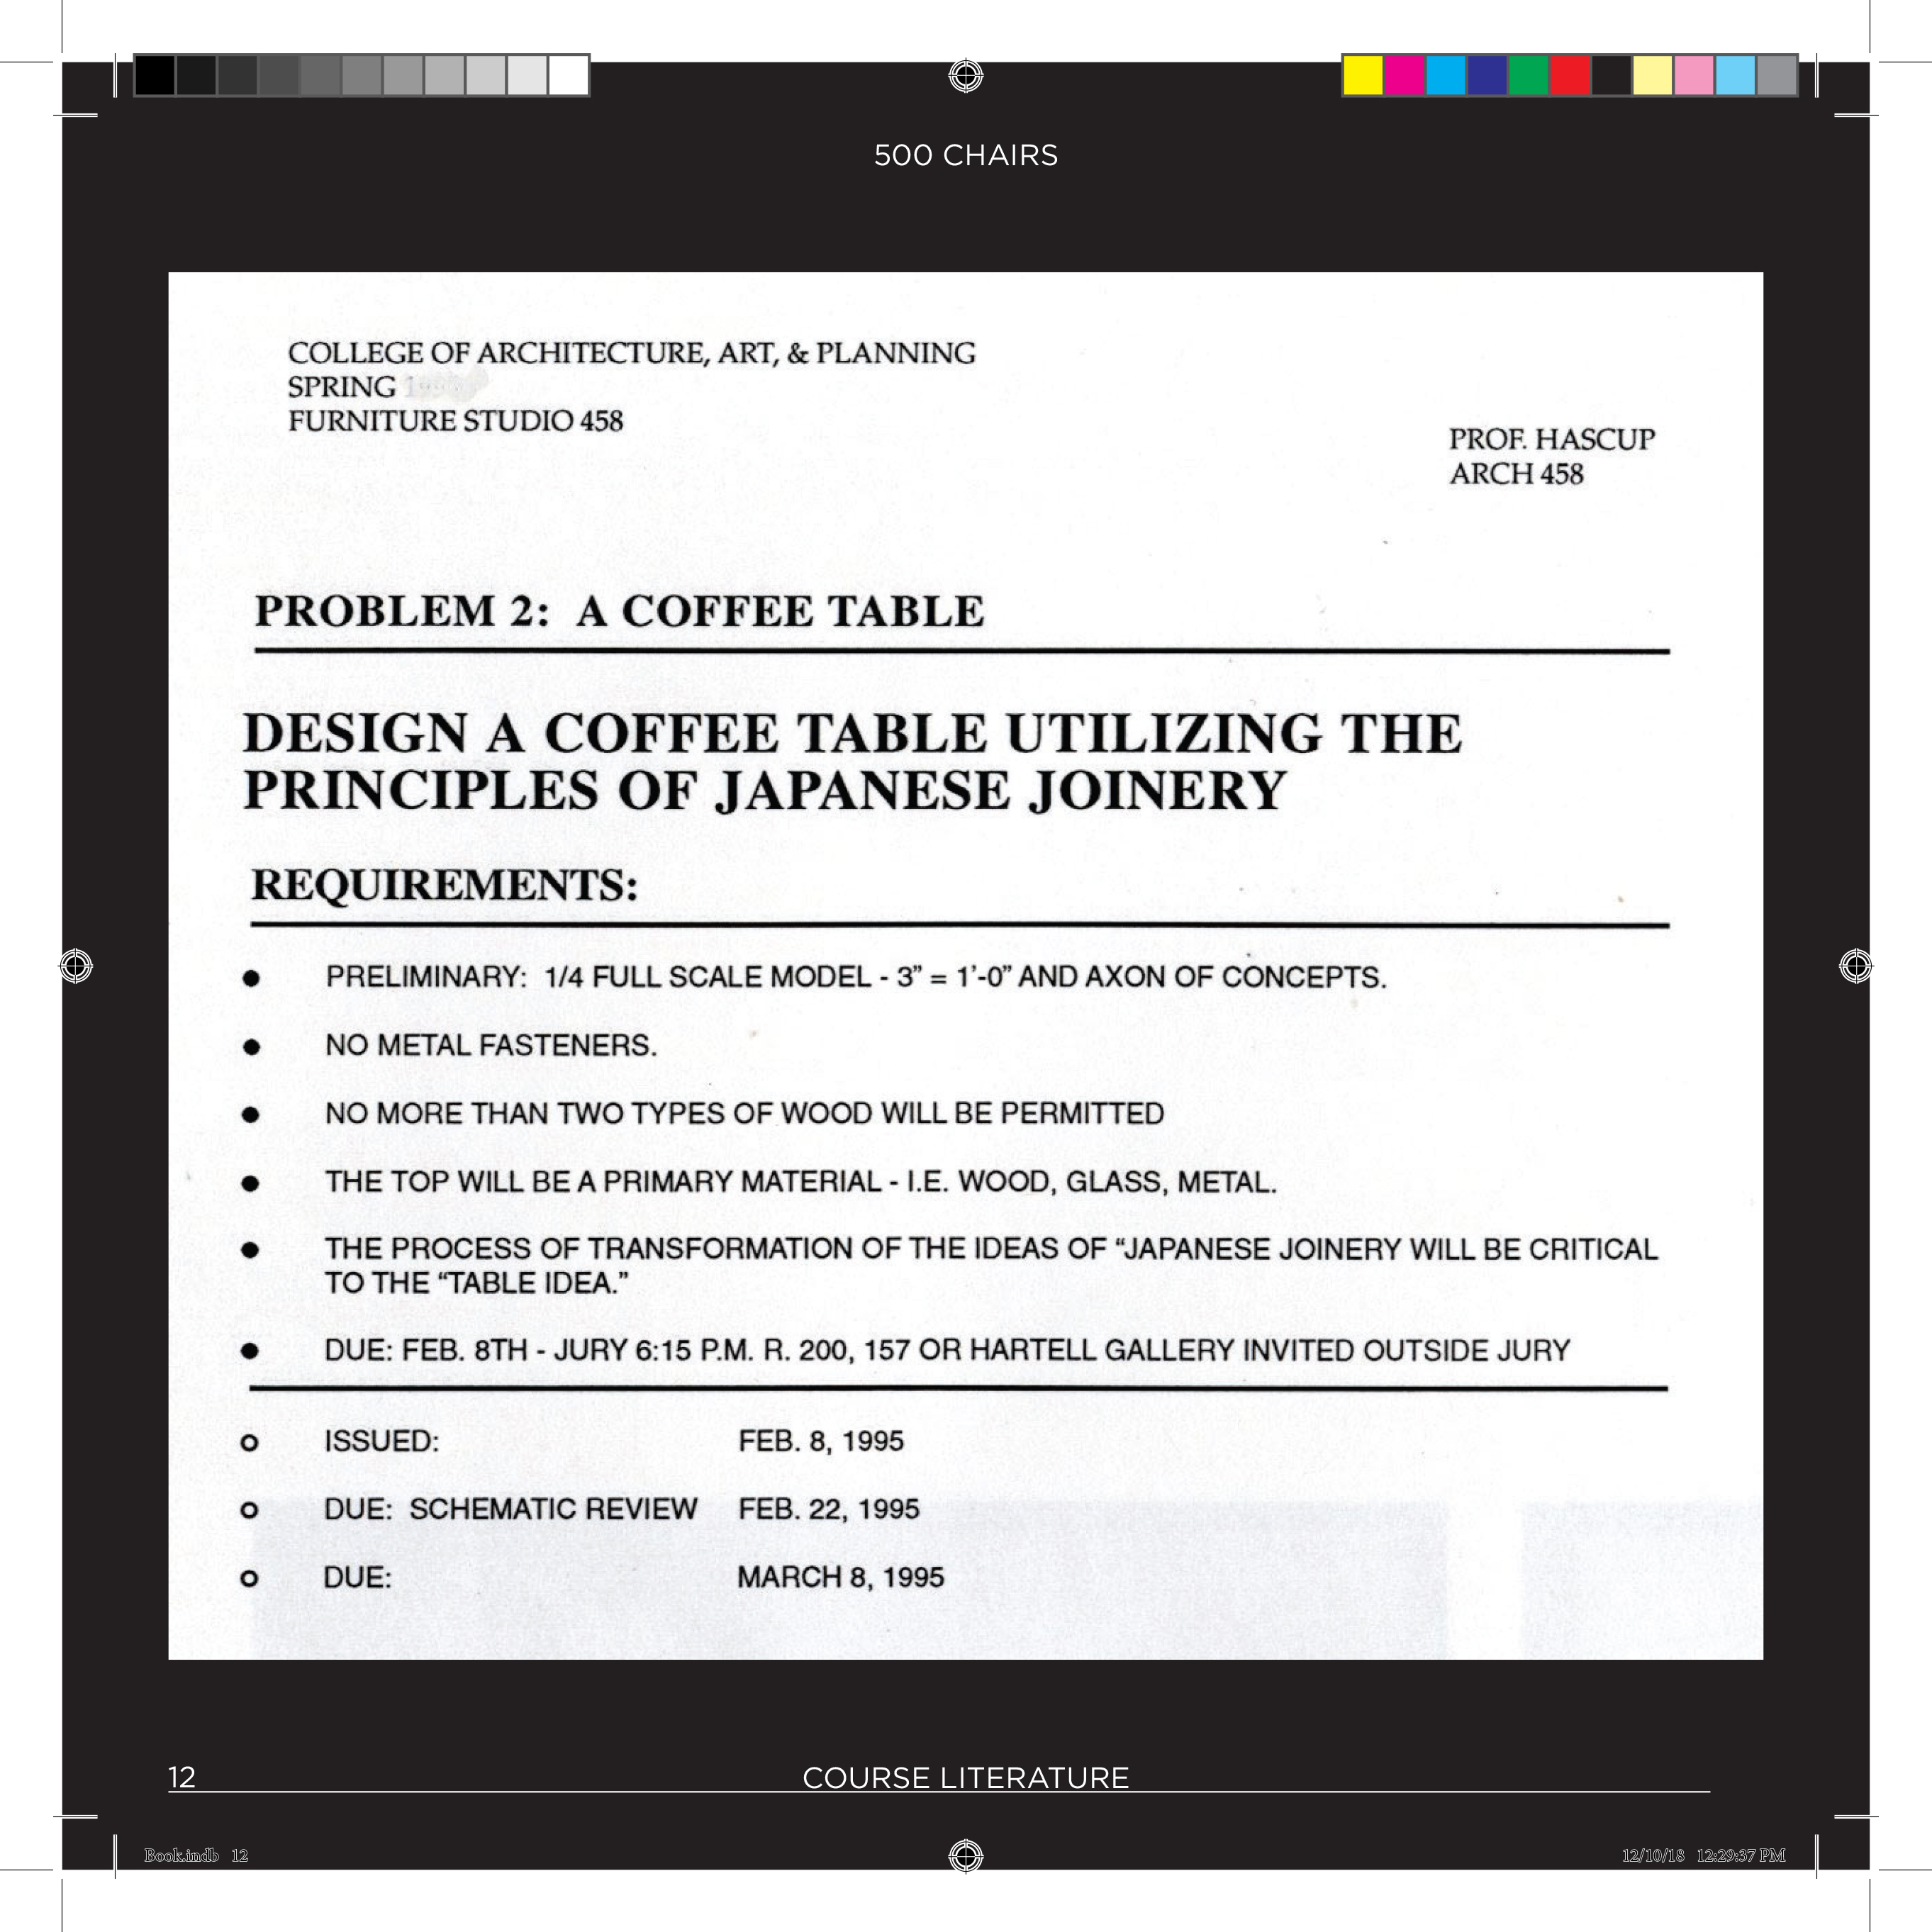 500 CHAIRS
COLLEGE OF ARCHITECTURE, ART, & PLANNING
SPRING
FURNITURE STUDIO 458
PROF. HASCUP
ARCH 458
PROBLEM 2: A COFFEE TABLE
DESIGN A COFFEE TABLE UTILIZING THE
PRINCIPLES OF JAPANESE JOINERY
REQUIREMENTS:
● PRELIMINARY: 1/4 FULL SCALE MODEL - 3” = 1’-0” AND AXON OF CONCEPTS.
● NO METAL FASTENERS.
● NO MORE THAN TWO TYPES OF WOOD WILL BE PERMITTED
● THE TOP WILL BE A PRIMARY MATERIAL - I.E. WOOD, GLASS, METAL.
● THE PROCESS OF TRANSFORMATION OF THE IDEAS OF “JAPANESE JOINERY WILL BE CRITICAL
TO THE “TABLE IDEA.”
● DUE: FEB. 8TH - JURY 6:15 P.M. R. 200, 157 OR HARTELL GALLERY INVITED OUTSIDE JURY
o ISSUED: FEB. 8, 1995
o DUE: SCHEMATIC REVIEW FEB. 22, 1995
o DUE: MARCH 8, 1995
12 COURSE LITERATURE
Book.indb 12 12/10/18 12:29:37 PM